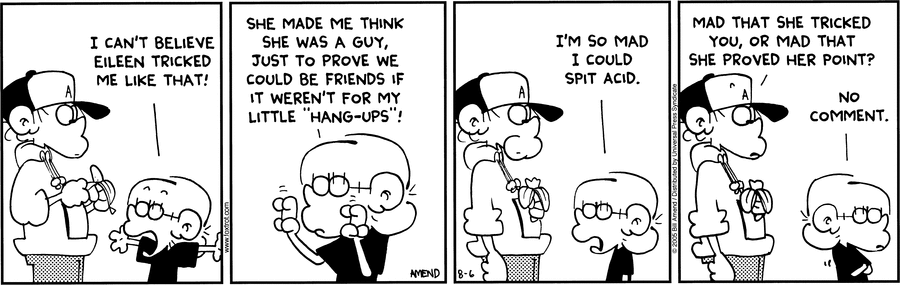 I CAN'T BELIEVE
EILEEN TRICKED
ME LIKE THAT!
www.foxtrot.com
SHE MADE ME THINK
SHE WAS A GUY,
JUST TO PROVE WE
COULD BE FRIENDS IF
IT WEREN'T FOR MY
LITTLE "HANG-UPS"!
AMEND
I'M SO MAD
I COULD
SPIT ACID.
8-6
© 2005 Bill Amend / Distributed by Universal Press Syndicate
MAD THAT SHE TRICKED
YOU, OR MAD THAT
SHE PROVED HER POINT?
NO
COMMENT.
A
A
A